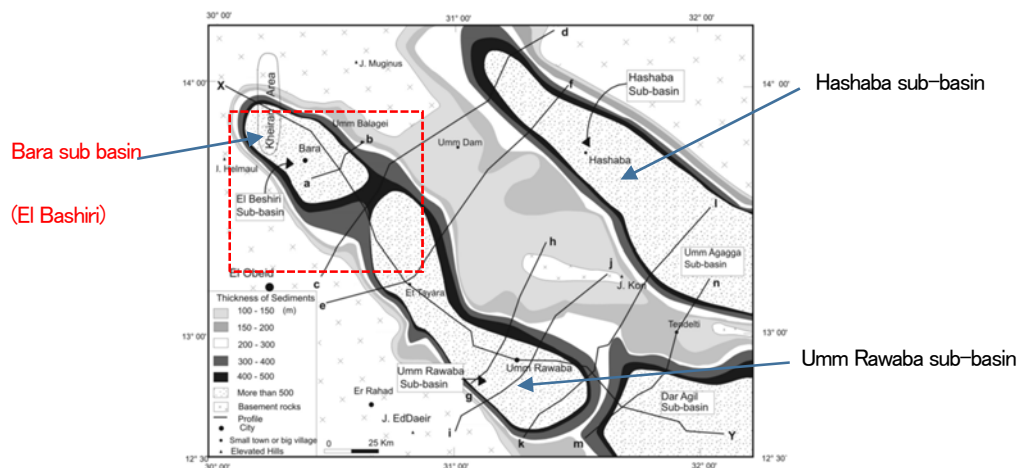 30° 00'
31° 00'
32° 00'
d
Hashaba sub-basin
J. Muginus
Hashaba
Sub-basin
14° 00'
14° 00'
X
f
Kheiran Area
Umm Balagei
b
Umm Dam
Bara sub basin
Bara
Hashaba
a
(El Bashiri)
El Beshiri
Sub-basin
l
h
Umm Agagga
Sub-basin
El Obeid
c
j
J. Kon
n
Et Tayara
e
Thickness of Sediments
100 - 150 (m)
150 - 200
200 - 300
300 - 400
400 - 500
More than 500
Basement rocks
Profile
City
Small town or big village
Elevated Hills
Tendelti
13° 00'
13° 00'
Umm Rawaba
Umm Rawaba sub-basin
Umm Rawaba
Sub-basin
g
Er Rahad
Dar Agil
Sub-basin
J. EdDaeir
i
k
m
Y
0 25 Km
12° 30'
12° 30'
30° 00'
31° 00'
32° 00'